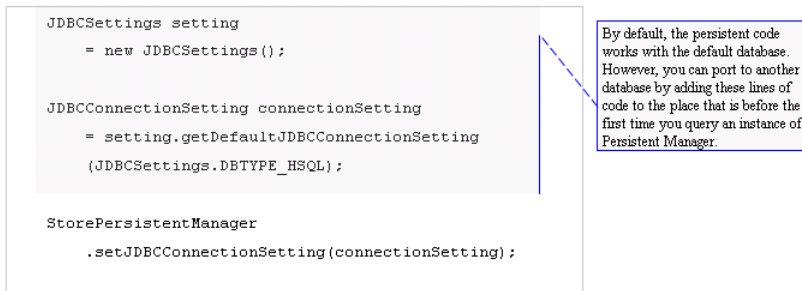 JDBCSettings setting
= new JDBCSettings();
JDBCConnectionSetting connectionSetting
= setting.getDefaultJDBCConnectionSetting
(JDBCSettings.DBTYPE_HSQL);
StorePersistentManager
.setJDBCConnectionSetting(connectionSetting);
By default, the persistent code
works with the default database.
However, you can port to another
database by adding these lines of
code to the place that is before the
first time you query an instance of
Persistent Manager.